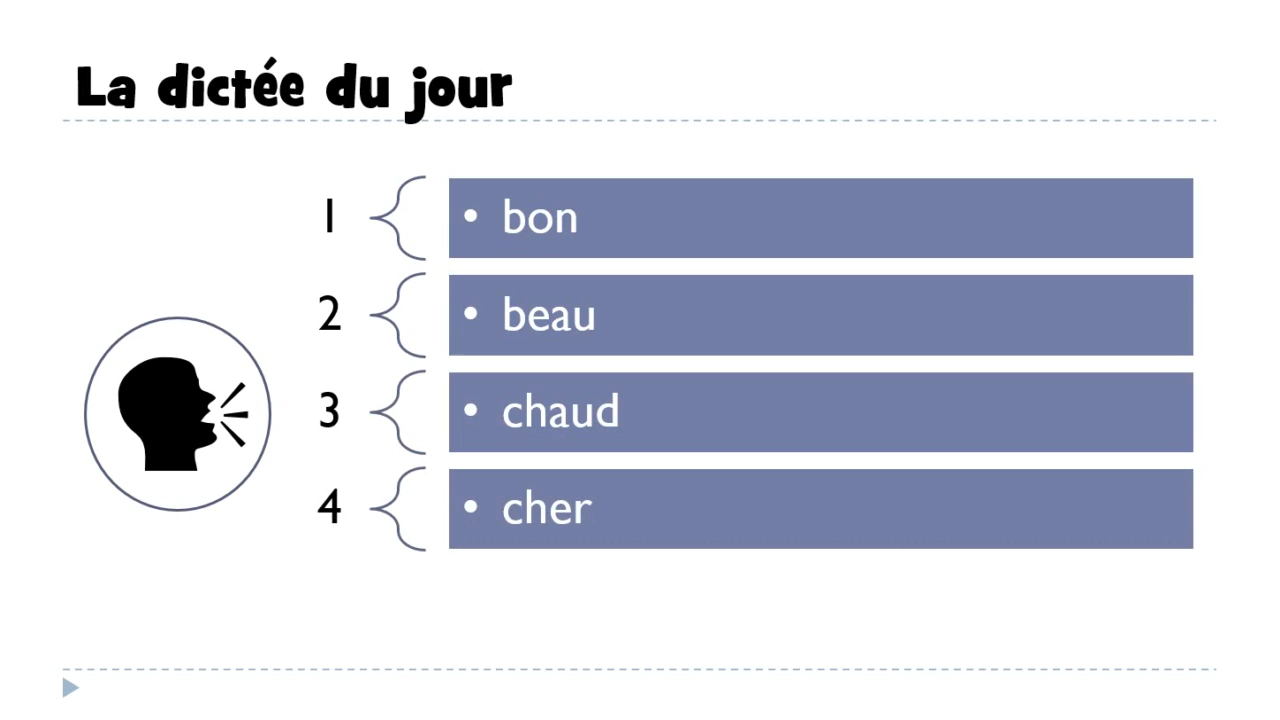 La dictée du jour
1 • bon
2 • beau
3 • chaud
4 • cher